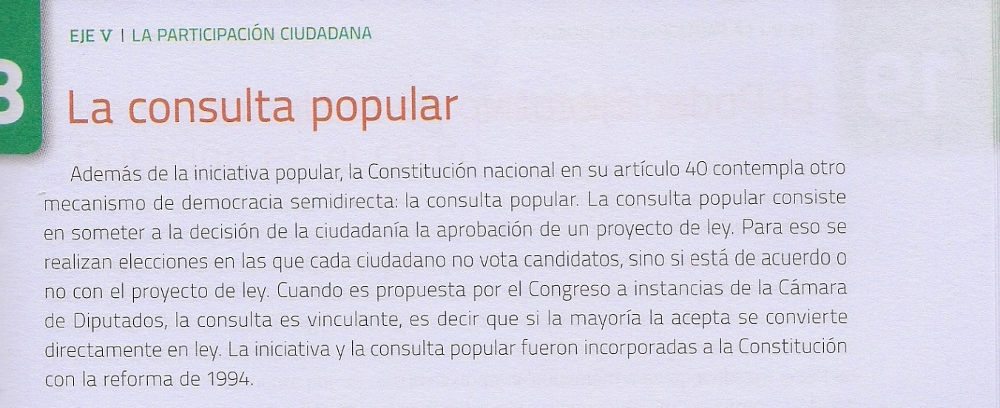 EJE V | LA PARTICIPACIÓN CIUDADANA
La consulta popular
Además de la iniciativa popular, la Constitución nacional en su artículo 40 contempla otro
mecanismo de democracia semidirecta: la consulta popular. La consulta popular consiste
en someter a la decisión de la ciudadanía la aprobación de un proyecto de ley. Para eso se
realizan elecciones en las que cada ciudadano no vota candidatos, sino si está de acuerdo o
no con el proyecto de ley. Cuando es propuesta por el Congreso a instancias de la Cámara
de Diputados, la consulta es vinculante, es decir que si la mayoría la acepta se convierte
directamente en ley. La iniciativa y la consulta popular fueron incorporadas a la Constitución
con la reforma de 1994.